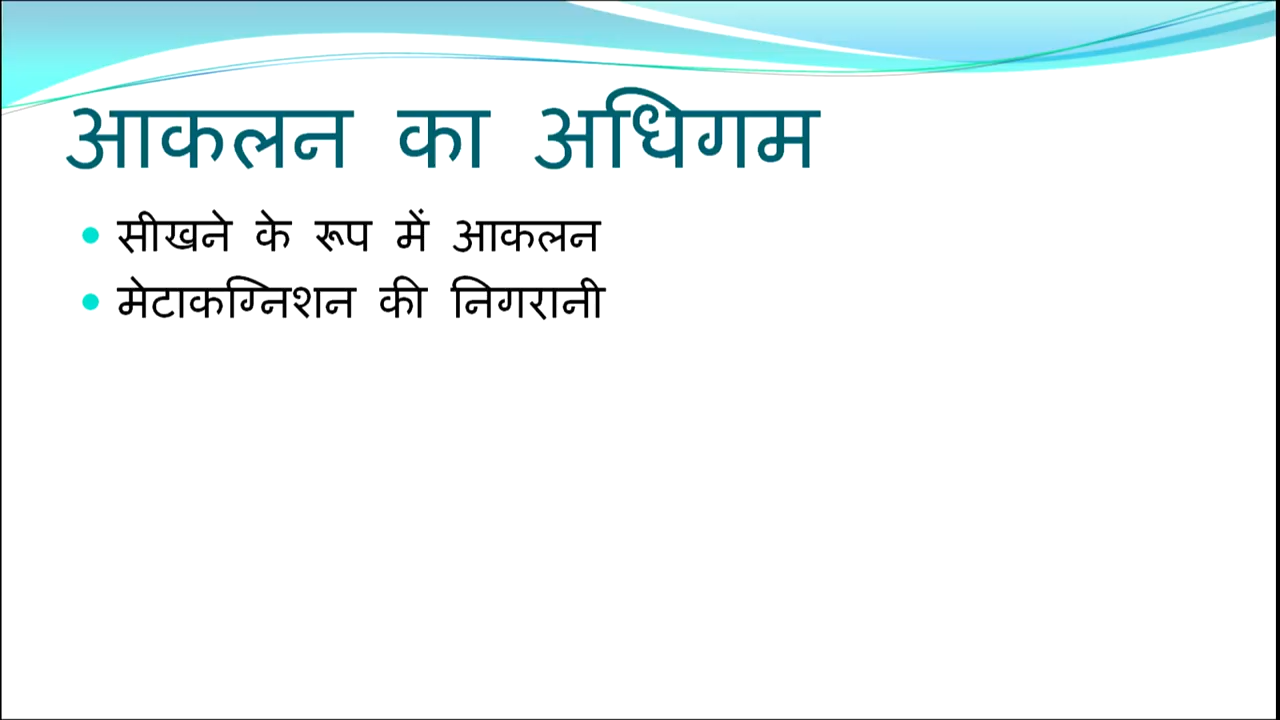 आकलन का अधिगम
सीखने के रूप में आकलन
मेटाकग्निशन की निगरानी